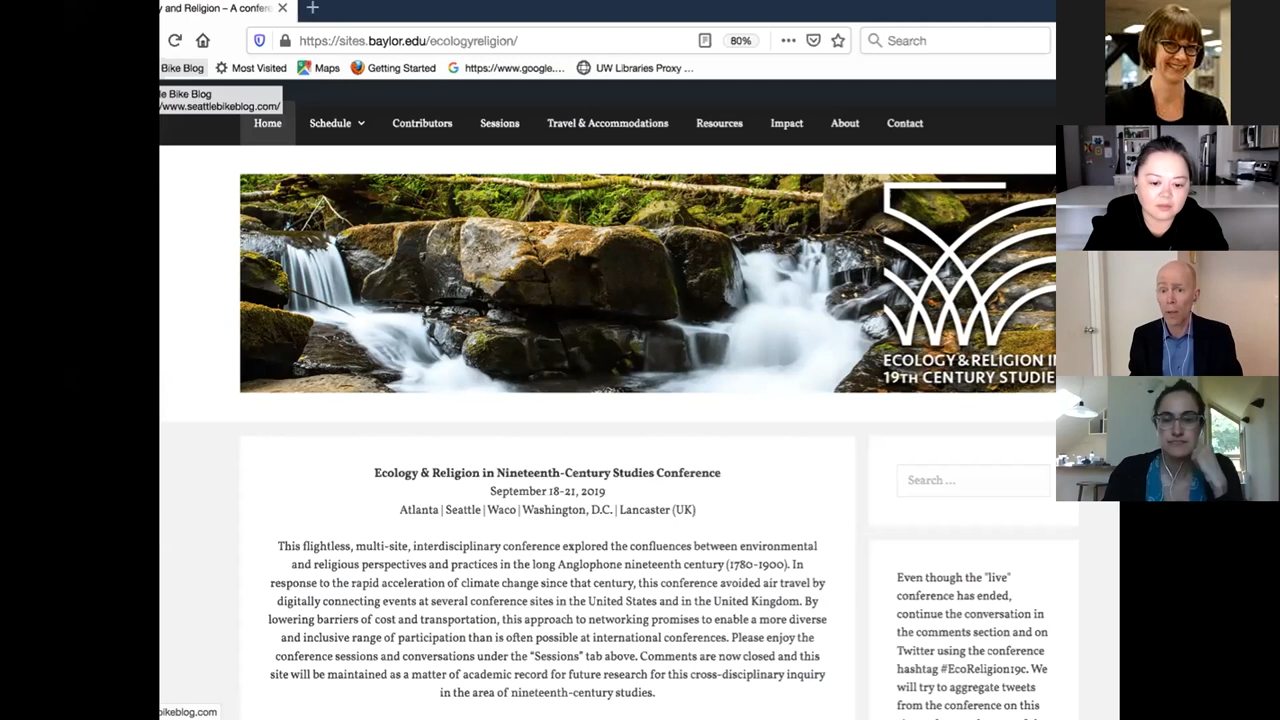 y and Religion – A confere
https://sites.baylor.edu/ecologyreligion/
80%
Search
Bike Blog
Most Visited
Maps
Getting Started
https://www.google....
UW Libraries Proxy ...
le Bike Blog
/www.seattlebikeblog.com/
Home
Schedule
Contributors
Sessions
Travel & Accommodations
Resources
Impact
About
Contact
ECOLOGY & RELIGION IN
19TH CENTURY STUDIE
Ecology & Religion in Nineteenth-Century Studies Conference
September 18-21, 2019
Atlanta | Seattle | Waco | Washington, D.C. | Lancaster (UK)
This flightless, multi-site, interdisciplinary conference explored the confluences between environmental
and religious perspectives and practices in the long Anglophone nineteenth century (1780-1900). In
response to the rapid acceleration of climate change since that century, this conference avoided air travel by
digitally connecting events at several conference sites in the United States and in the United Kingdom. By
lowering barriers of cost and transportation, this approach to networking promises to enable a more diverse
and inclusive range of participation than is often possible at international conferences. Please enjoy the
conference sessions and conversations under the “Sessions” tab above. Comments are now closed and this
site will be maintained as a matter of academic record for future research for this cross-disciplinary inquiry
in the area of nineteenth-century studies.
Search ...
Even though the "live"
conference has ended,
continue the conversation in
the comments section and on
Twitter using the conference
hashtag #EcoReligion19c. We
will try to aggregate tweets
from the conference on this
bikeblog.com